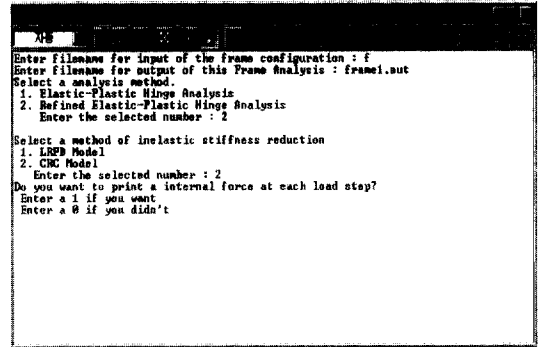 자동
Enter filename for input of the frame configuration : f
Enter filename for output of this Frame Analysis : frame1.out
Select a analysis method.
1. Elastic-Plastic Hinge Analysis
2. Refined Elastic-Plastic Hinge Analysis
Enter the selected number : 2
Select a method of inelastic stiffness reduction
1. LRFD Model
2. CRC Model
Enter the selected number : 2
Do you want to print a internal force at each load step?
Enter a 1 if you want
Enter a 0 if you didn't